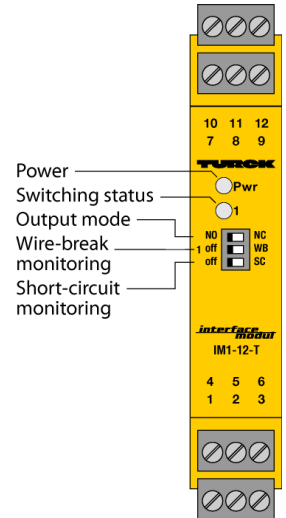 10 11 12
7 8 9
TURCK
Power
Pwr
Switching status
1
Output mode
NO NC
Wire-break
monitoring
1 off WB
Short-circuit
monitoring
off SC
interface
modul
IM1-12-T
4 5 6
1 2 3